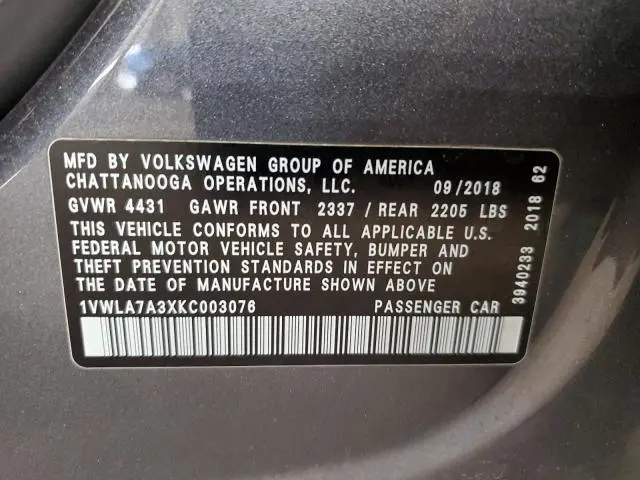 MFD BY VOLKSWAGEN GROUP OF AMERICA
CHATTANOOGA OPERATIONS, LLC. 09/2018
GVWR 4431 GAWR FRONT 2337 / REAR 2205 LBS
THIS VEHICLE CONFORMS TO ALL APPLICABLE U.S.
FEDERAL MOTOR VEHICLE SAFETY, BUMPER AND
THEFT PREVENTION STANDARDS IN EFFECT ON
THE DATE OF MANUFACTURE SHOWN ABOVE
1VWLA7A3XKC003076 PASSENGER CAR
3940233 2018 62